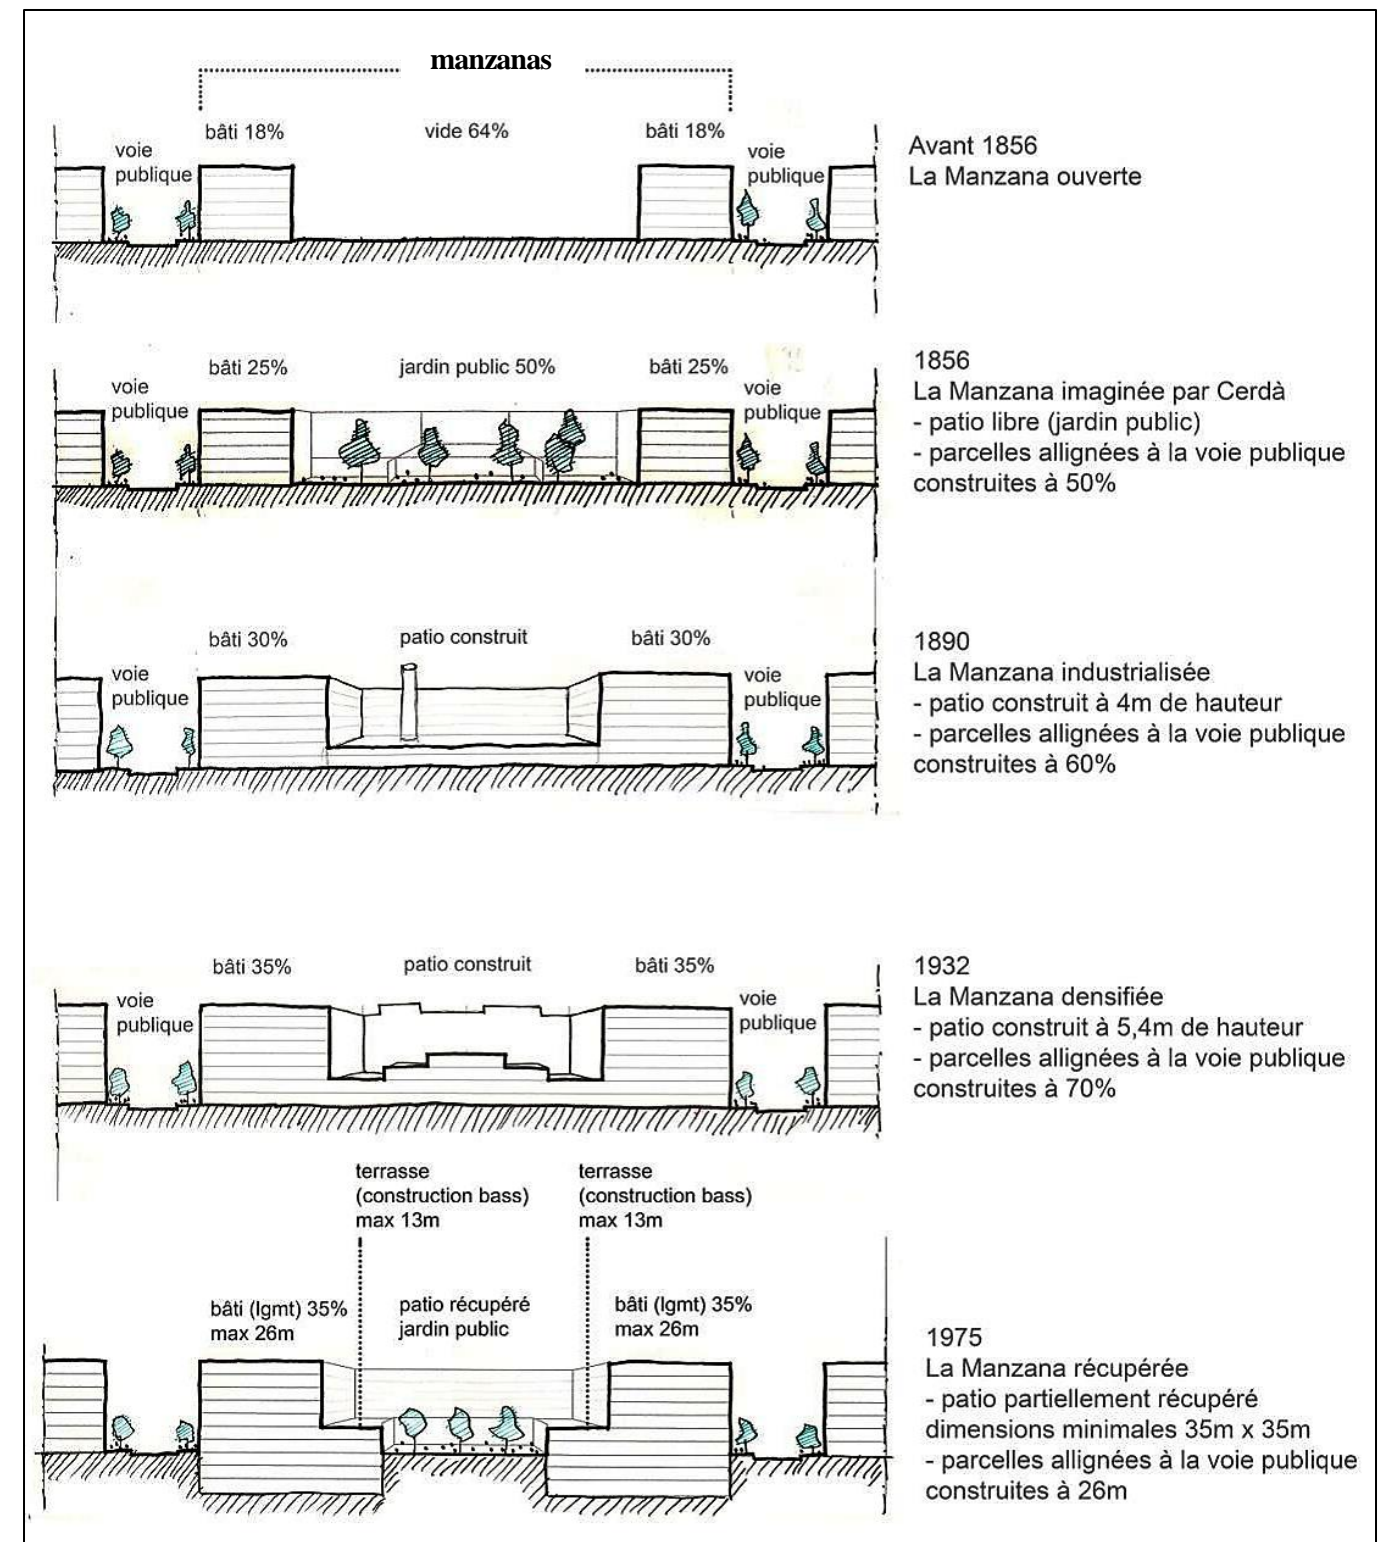 manzanas
bâti 18%
vide 64%
bâti 18%
voie
publique
voie
publique
Avant 1856
La Manzana ouverte
bâti 25%
jardin public 50%
bâti 25%
voie
publique
voie
publique
1856
La Manzana imaginée par Cerdà
- patio libre (jardin public)
- parcelles allignées à la voie publique
construites à 50%
bâti 30%
patio construit
bâti 30%
voie
publique
voie
publique
1890
La Manzana industrialisée
- patio construit à 4m de hauteur
- parcelles allignées à la voie publique
construites à 60%
bâti 35%
patio construit
bâti 35%
voie
publique
voie
publique
1932
La Manzana densifiée
- patio construit à 5,4m de hauteur
- parcelles allignées à la voie publique
construites à 70%
terrasse
(construction bass)
max 13m
terrasse
(construction bass)
max 13m
bâti (lgmt) 35%
max 26m
patio récupéré
jardin public
bâti (lgmt) 35%
max 26m
1975
La Manzana récupérée
- patio partiellement récupéré
dimensions minimales 35m x 35m
- parcelles allignées à la voie publique
construites à 26m